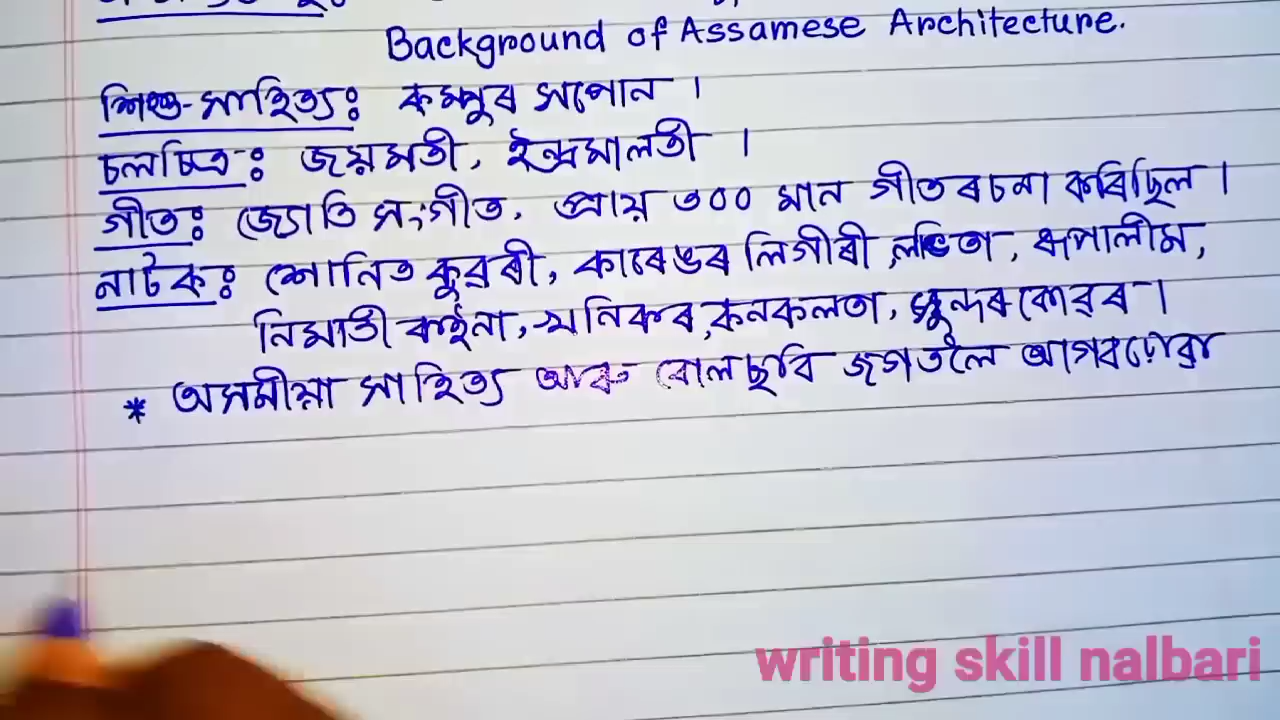 Background of Assamese Architecture.
শিশু-সাহিত্যঃ কম্পুৰ সপোন ।
চলচিত্ৰঃ জয়মতী, ইন্দ্ৰমালতী ।
গীতঃ জ্যোতি সংগীত, প্ৰায় ৩০০ মান গীত ৰচনা কৰিছিল ।
নাটকঃ শোনিত কুৱৰী, কাৰেঙৰ লিগীৰী, লভিতা, ৰূপালীম,
নিমাতী কইনা, খনিকৰ, কনকলতা, সুন্দৰ কোৱৰ ।
* অসমীয়া সাহিত্য আৰু বোলছবি জগতলৈ আগবঢ়োৱা
writing skill nalbari